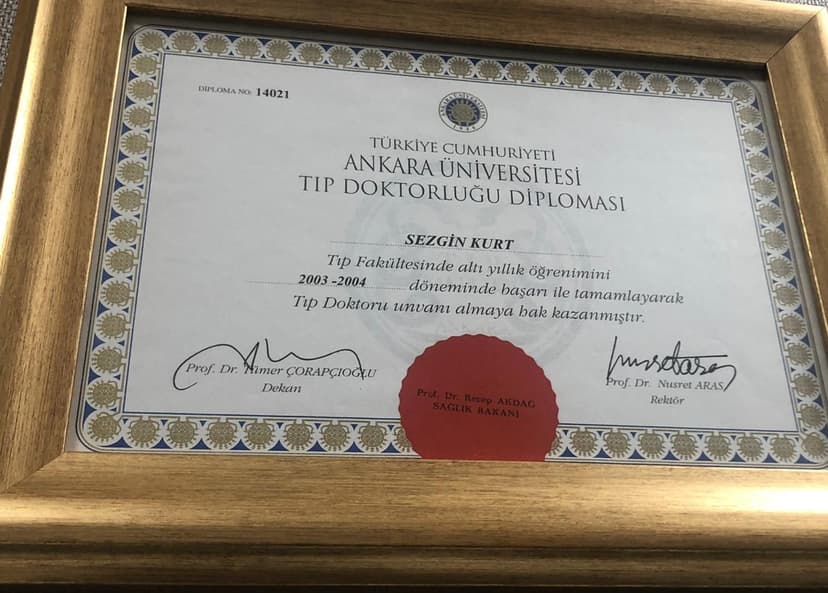 DIPLOMA NO: 14021
TÜRKİYE CUMHURİYETİ
ANKARA ÜNİVERSİTESİ
TIP DOKTORLUĞU DİPLOMASI
SEZGİN KURT
Tıp Fakültesinde altı yıllık öğrenimini
2003 -2004 döneminde başarı ile tamamlayarak
Tıp Doktoru unvanı almaya hak kazanmıştır.
Prof. Dr. Tümer ÇORAPÇIOĞLU
Dekan
Prof. Dr. Recep AKDAĞ
SAĞLIK BAKANI
Prof. Dr. Nusret ARAS
Rektör